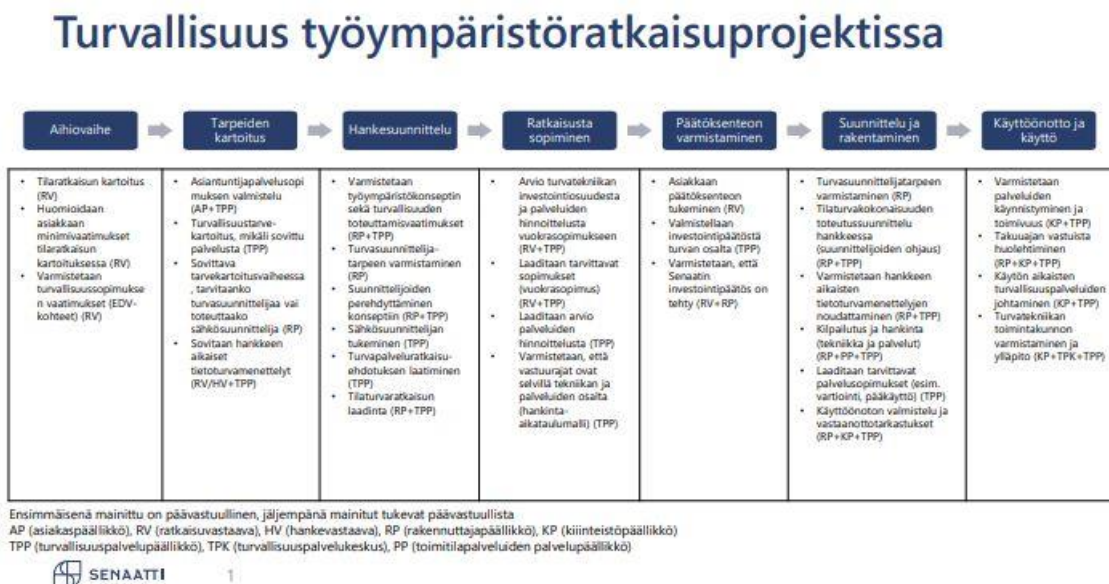 Turvallisuus työympäristöratkaisuprojektissa
Aihiovaihe
Tarpeiden
kartoitus
Hankesuunnittelu
Ratkaisusta
sopiminen
Päätöksenteon
varmistaminen
Suunnittelu ja
rakentaminen
Käyttöönotto ja
käyttö
• Tilaratkaisun kartoitus
(RV)
• Huomioidaan
asiakkaan
minimivaatimukset
tilaratkaisun
kartoituksessa (RV)
• Varmistetaan
turvallisuussopimukse
n vaatimukset (EDV-
kohteet) (RV)
• Asiantuntijapalvelusopi
muksen valmistelu
(AP+TPP)
• Turvallisuustarve-
kartoitus, mikäli sovittu
palvelusta (TPP)
• Sovittava
tarvekartoitusvaiheessa
, tarvitaanko
turvasuunnittelijaa vai
toteuttaako
sähkösuunnittelija (RP)
• Sovitaan hankkeen
aikaiset
tietoturvamenettelyt
(RV/HV+TPP)
• Varmistetaan
työympäristökonseptin
sekä turvallisuuden
toteuttamisvaatimukset
(RP+TPP)
• Turvasuunnittelija-
tarpeen varmistaminen
(RP)
• Suunnittelijoiden
perehdyttäminen
konseptiin (RP+TPP)
• Sähkösuunnittelijan
tukeminen (TPP)
• Turvapalveluratkaisu-
ehdotuksen laatiminen
(TPP)
• Tilaturvaratkaisun
laadinta (RP+TPP)
• Arvio turvatekniikan
investointiosuudesta
ja palveluiden
hinnoittelusta
vuokrasopimukseen
(RV+TPP)
• Laaditaan tarvittavat
sopimukset
(vuokrasopimus)
(RV+TPP)
• Laaditaan arvio
palveluiden
hinnoittelusta (TPP)
• Varmistetaan, että
vastuurajat ovat
selvillä tekniikan ja
palveluiden osalta
(hankinta-
aikataulumalli) (TPP)
• Asiakkaan
päätöksenteon
tukeminen (RV)
• Valmistellaan
investointipäätöstä
turvan osalta (TPP)
• Varmistetaan, että
Senaatin
investointipäätös on
tehty (RV+RP)
• Turvasuunnittelijatarpeen
varmistaminen (RP)
• Tilaturvakokonaisuuden
toteutussuunnittelu
hankkeessa
(suunnittelijoiden ohjaus)
(RP+TPP)
• Varmistetaan hankkeen
aikaisten
tietoturvamenettelyjen
noudattaminen (RP+TPP)
• Kilpailutus ja hankinta
(tekniikka ja palvelut)
(RP+PP+TPP)
• Laaditaan tarvittavat
palvelusopimukset (esim.
vartiointi, pääkäyttö) (TPP)
• Käyttöönoton valmistelu ja
vastaanottotarkastukset
(RP+KP+TPP)
• Varmistetaan
palveluiden
käynnistyminen ja
toimivuus (KP+TPP)
• Takuuajan vastuista
huolehtiminen
(RP+KP+TPP)
• Käytön aikaisten
turvallisuuspalveluiden
johtaminen (KP+TPP)
• Turvatekniikan
toimintakunnon
varmistaminen ja
ylläpito (KP+TPK+TPP)
Ensimmäisenä mainittu on päävastuullinen, jäljempänä mainitut tukevat päävastuullista
AP (asiakaspäällikkö), RV (ratkaisuvastaava), HV (hankevastaava), RP (rakennuttajapäällikkö), KP (kiinteistöpäällikkö)
TPP (turvallisuuspalvelupäällikkö), TPK (turvallisuuspalvelukeskus), PP (toimitilapalveluiden palvelupäällikkö)
SENAATTI 1